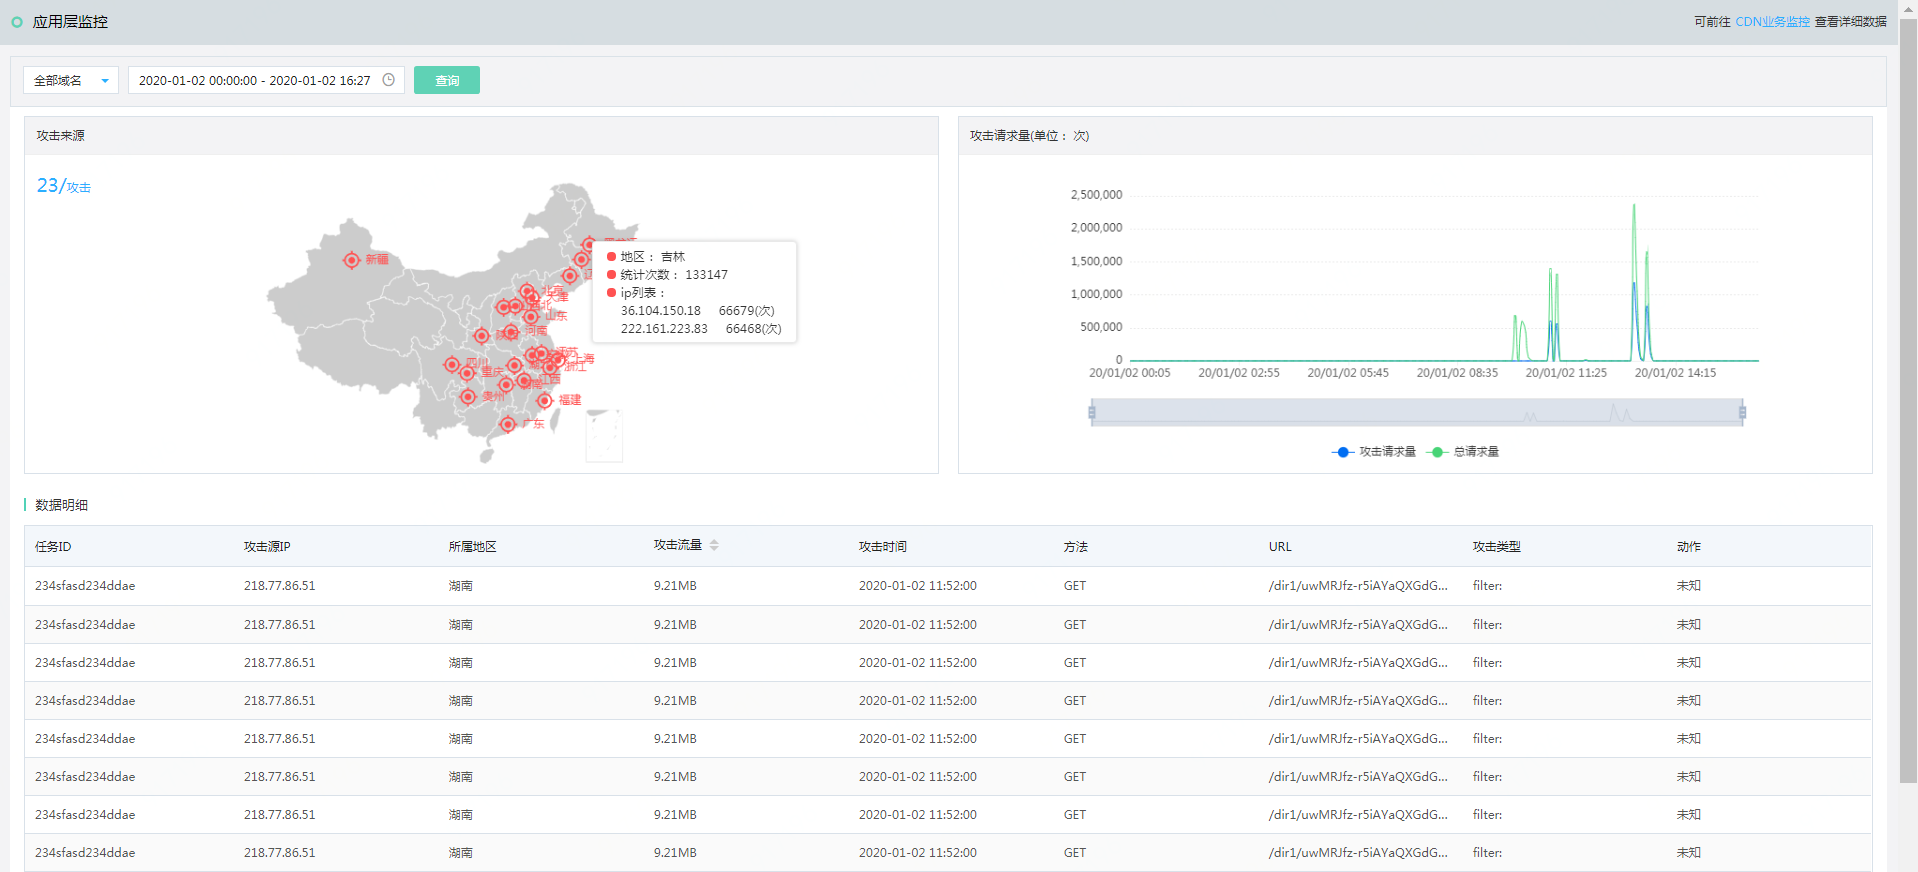 应用层监控
可前往 CDN业务监控 查看详细数据
全部域名
2020-01-02 00:00:00 - 2020-01-02 16:27
查询
攻击来源
23/攻击
新疆
地区： 吉林
统计次数： 133147
ip列表：
36.104.150.18 66679(次)
222.161.223.83 66468(次)
北京
天津
山东
河南
江苏
上海
浙江
四川
重庆
江西
贵州
福建
广东
攻击请求量(单位： 次)
2,500,000
2,000,000
1,500,000
1,000,000
500,000
0
20/01/02 00:05 20/01/02 02:55 20/01/02 05:45 20/01/02 08:35 20/01/02 11:25 20/01/02 14:15
攻击请求量 总请求量
数据明细
任务ID 攻击源IP 所属地区 攻击流量 攻击时间 方法 URL 攻击类型 动作
234sfasd234ddae 218.77.86.51 湖南 9.21MB 2020-01-02 11:52:00 GET /dir1/uwMRJfz-r5iAYaQXGdG... filter: 未知
234sfasd234ddae 218.77.86.51 湖南 9.21MB 2020-01-02 11:52:00 GET /dir1/uwMRJfz-r5iAYaQXGdG... filter: 未知
234sfasd234ddae 218.77.86.51 湖南 9.21MB 2020-01-02 11:52:00 GET /dir1/uwMRJfz-r5iAYaQXGdG... filter: 未知
234sfasd234ddae 218.77.86.51 湖南 9.21MB 2020-01-02 11:52:00 GET /dir1/uwMRJfz-r5iAYaQXGdG... filter: 未知
234sfasd234ddae 218.77.86.51 湖南 9.21MB 2020-01-02 11:52:00 GET /dir1/uwMRJfz-r5iAYaQXGdG... filter: 未知
234sfasd234ddae 218.77.86.51 湖南 9.21MB 2020-01-02 11:52:00 GET /dir1/uwMRJfz-r5iAYaQXGdG... filter: 未知
234sfasd234ddae 218.77.86.51 湖南 9.21MB 2020-01-02 11:52:00 GET /dir1/uwMRJfz-r5iAYaQXGdG... filter: 未知
234sfasd234ddae 218.77.86.51 湖南 9.21MB 2020-01-02 11:52:00 GET /dir1/uwMRJfz-r5iAYaQXGdG... filter: 未知